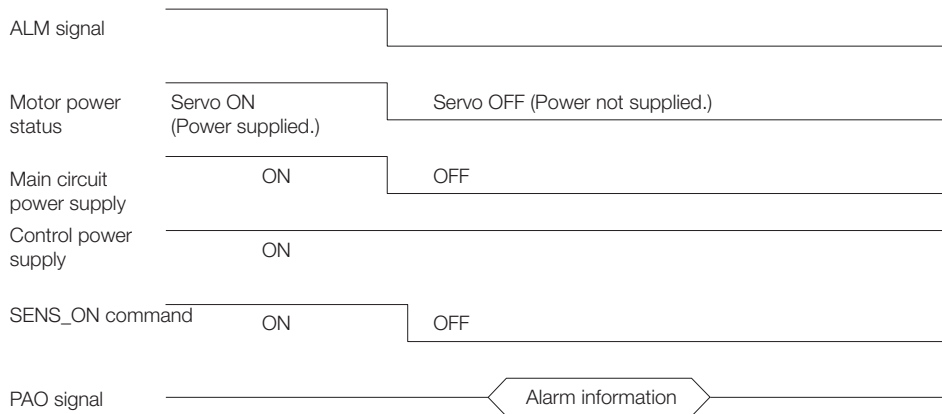 ALM signal
Motor power
status
Servo ON
(Power supplied.)
Servo OFF (Power not supplied.)
Main circuit
power supply
ON
OFF
Control power
supply
ON
SENS_ON command
ON
OFF
PAO signal
Alarm information